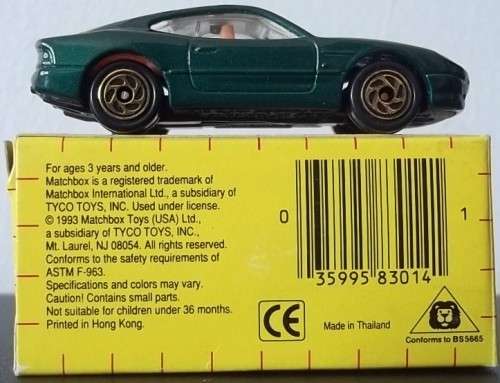 For ages 3 years and older.
Matchbox is a registered trademark of
Matchbox International Ltd., a subsidiary of
TYCO TOYS, INC. Used under license.
© 1993 Matchbox Toys (USA) Ltd.,
a subsidiary of TYCO TOYS, INC.,
Mt. Laurel, NJ 08054. All rights reserved.
Conforms to the safety requirements of
ASTM F-963.
Specifications and colors may vary.
Caution! Contains small parts.
Not suitable for children under 36 months.
Printed in Hong Kong.
0 35995 83014 1
CE
Made in Thailand
Conforms to BS5665